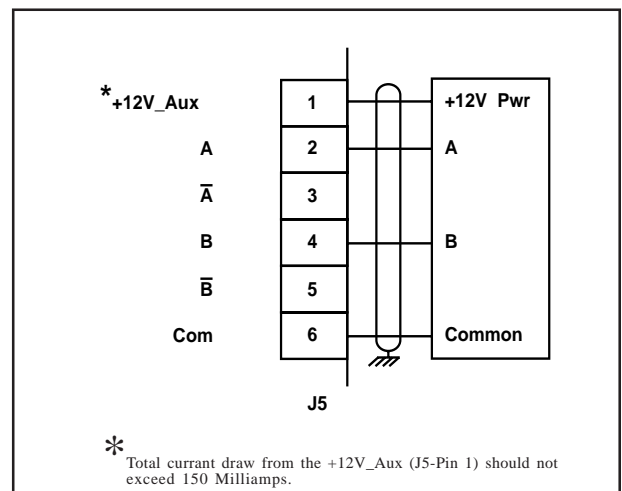 *+12V_Aux 1 +12V Pwr
A 2 A
A̅ 3
B 4 B
B̅ 5
Com 6 Common
J5
* Total currant draw from the +12V_Aux (J5-Pin 1) should not
exceed 150 Milliamps.